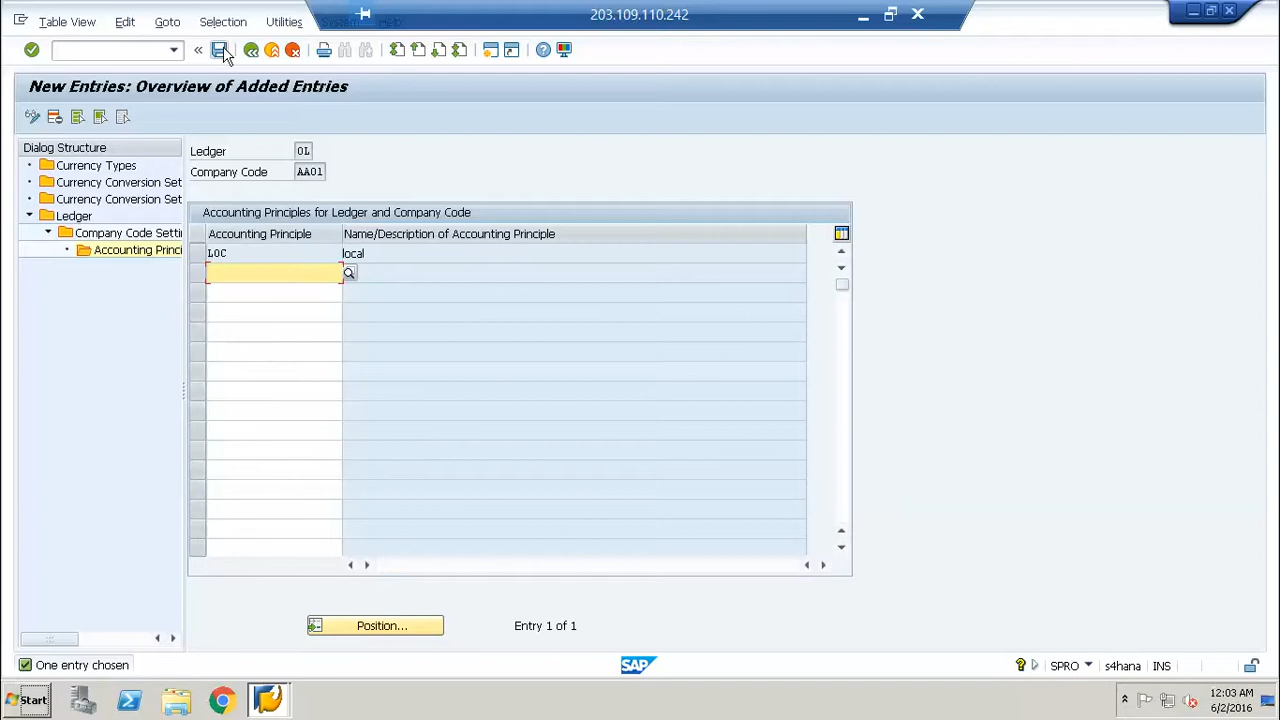 203.109.110.242
Table View Edit Goto Selection Utilities System Help
New Entries: Overview of Added Entries
Dialog Structure
Currency Types
Currency Conversion Set
Currency Conversion Set
Ledger
Company Code Setti
Accounting Princi
Ledger 0L
Company Code AA01
Accounting Principles for Ledger and Company Code
Accounting Principle Name/Description of Accounting Principle
LOC local
Position... Entry 1 of 1
One entry chosen
SAP
SPRO s4hana INS
Start
12:03 AM
6/2/2016